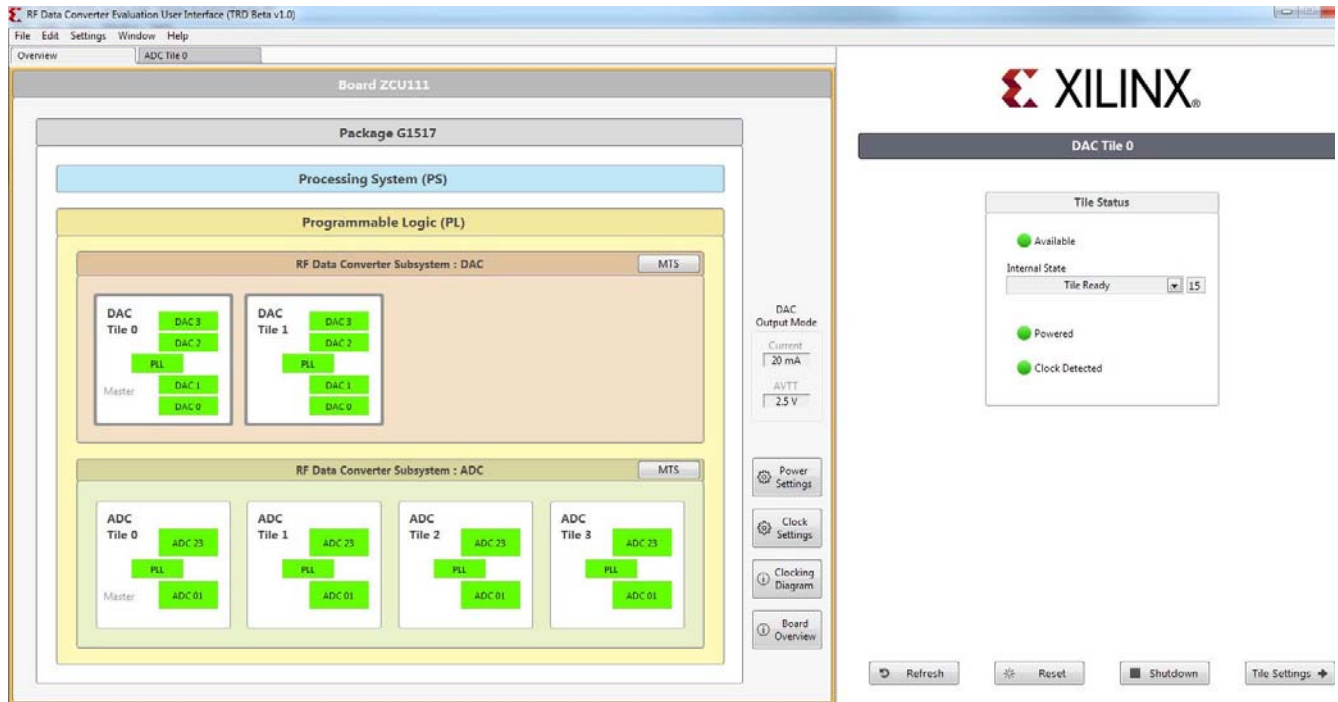 RF Data Converter Evaluation User Interface (TRD Beta v1.0)
File Edit Settings Window Help
Overview
ADC Tile 0
Board ZCU111
Package G1517
Processing System (PS)
Programmable Logic (PL)
RF Data Converter Subsystem : DAC
MTS
DAC
Tile 0
DAC 3
DAC 2
PLL
Master
DAC 1
DAC 0
DAC
Tile 1
DAC 3
DAC 2
PLL
DAC 1
DAC 0
RF Data Converter Subsystem : ADC
MTS
ADC
Tile 0
ADC 23
PLL
Master
ADC 01
ADC
Tile 1
ADC 23
PLL
ADC 01
ADC
Tile 2
ADC 23
PLL
ADC 01
ADC
Tile 3
ADC 23
PLL
ADC 01
DAC
Output Mode
Current
20 mA
AVTT
2.5 V
Power
Settings
Clock
Settings
Clocking
Diagram
Board
Overview
XILINX®
DAC Tile 0
Tile Status
Available
Internal State
Tile Ready 15
Powered
Clock Detected
Refresh
Reset
Shutdown
Tile Settings